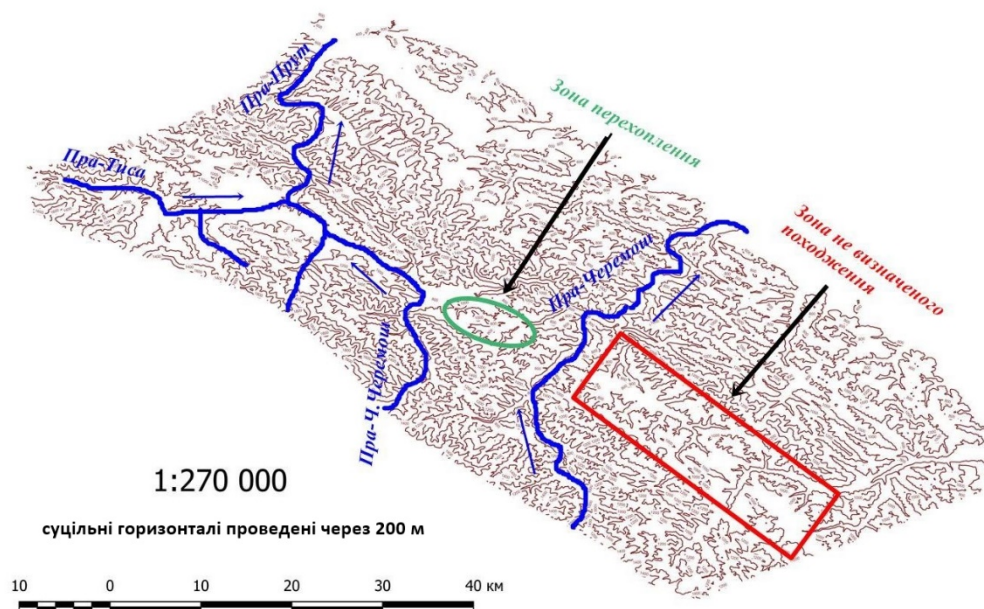 Пра-Прут
Зона перехоплення
Пра-Тиса
Зона не визначеного
походження
Пра-Черемош
Пра-Ч. Черемош
1:270 000
суцільні горизонталі проведені через 200 м
10 0 10 20 30 40 км